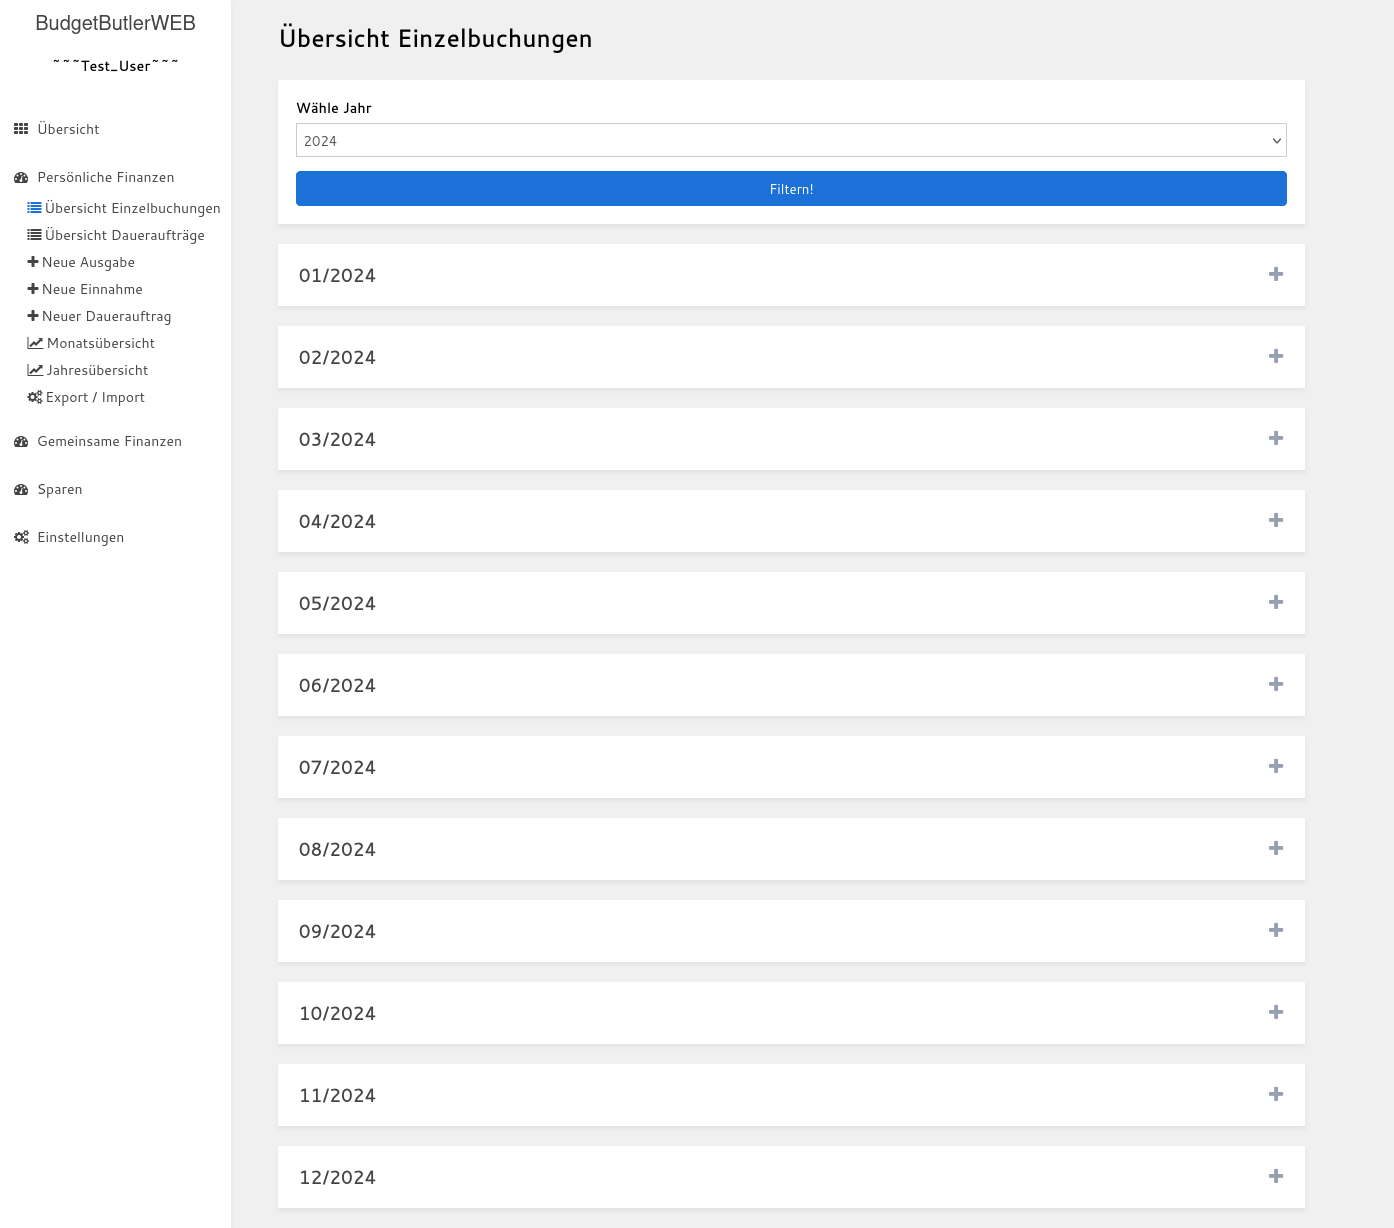 BudgetButlerWEB
~~~Test_User~~~
Übersicht
Persönliche Finanzen
Übersicht Einzelbuchungen
Übersicht Daueraufträge
Neue Ausgabe
Neue Einnahme
Neuer Dauerauftrag
Monatsübersicht
Jahresübersicht
Export / Import
Gemeinsame Finanzen
Sparen
Einstellungen
Übersicht Einzelbuchungen
Wähle Jahr
2024
Filtern!
01/2024
02/2024
03/2024
04/2024
05/2024
06/2024
07/2024
08/2024
09/2024
10/2024
11/2024
12/2024